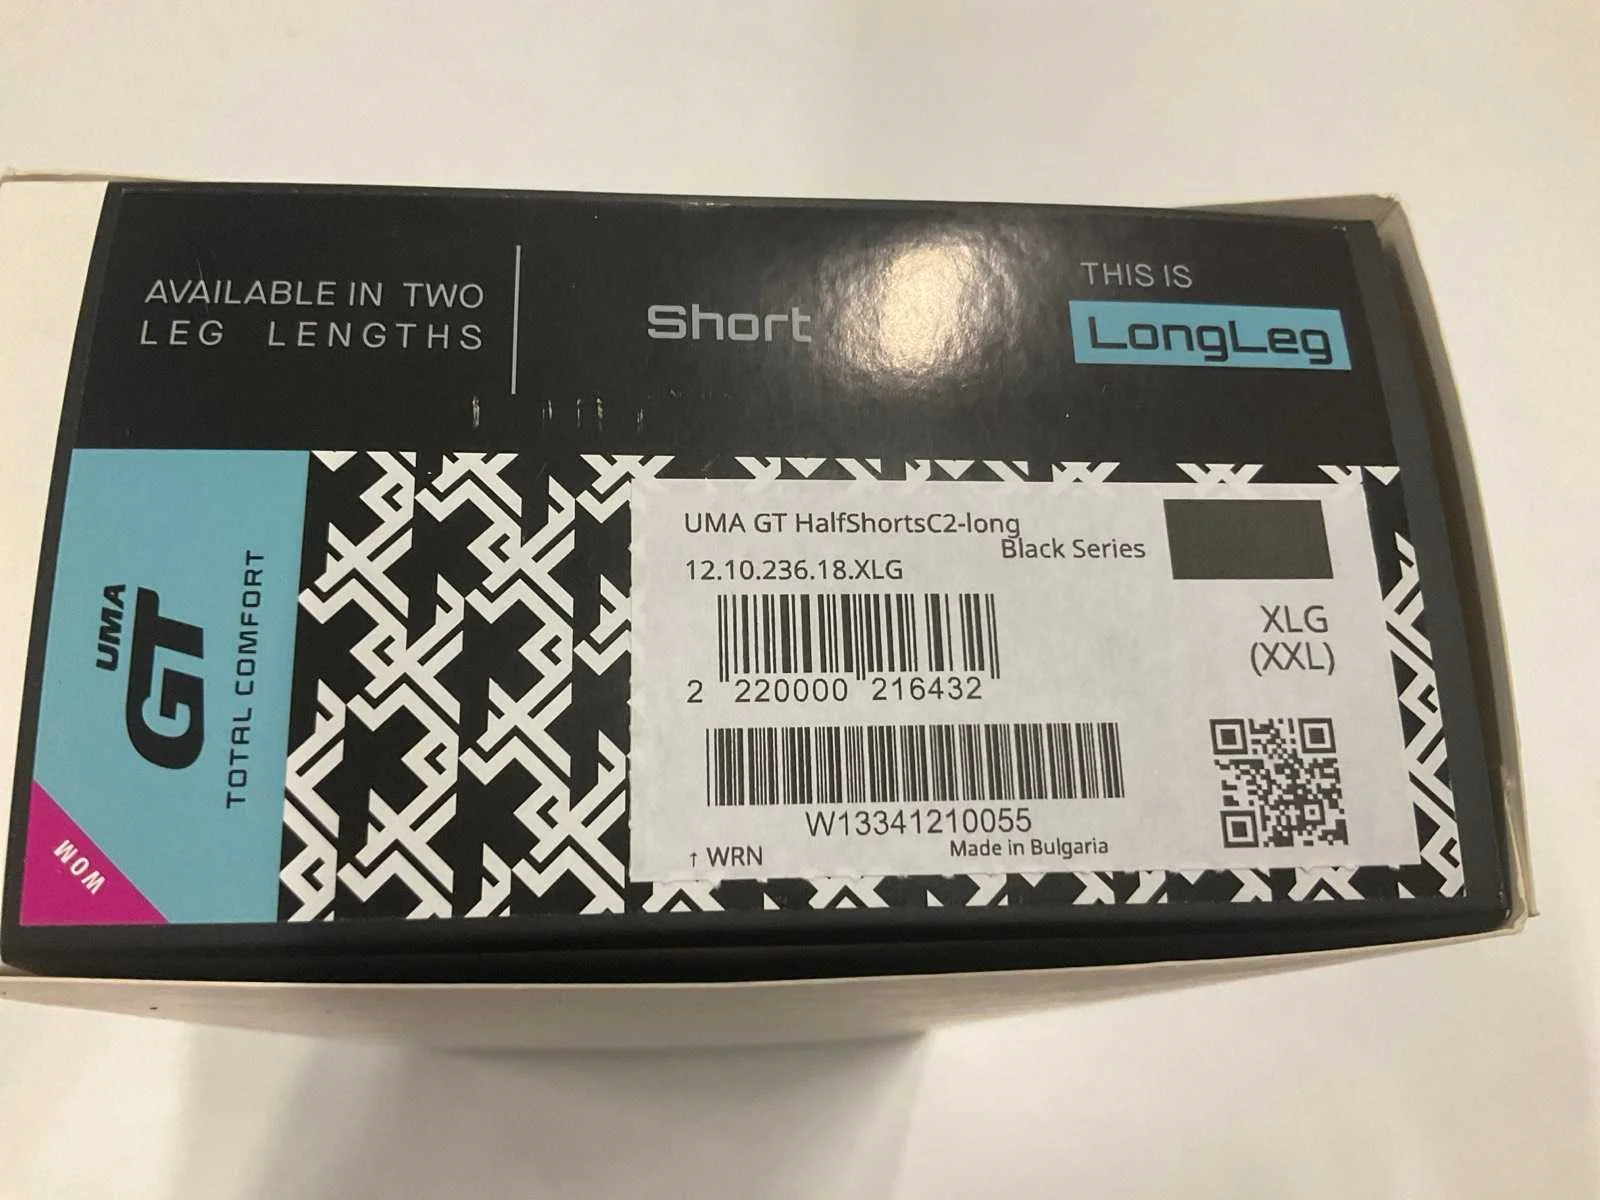 AVAILABLE IN TWO
LEG LENGTHS
Short
THIS IS
LongLeg
UMA
GT
TOTAL COMFORT
WOM
UMA GT HalfShortsC2-long
Black Series
12.10.236.18.XLG
2 220000 216432
XLG
(XXL)
W13341210055
↑ WRN
Made in Bulgaria